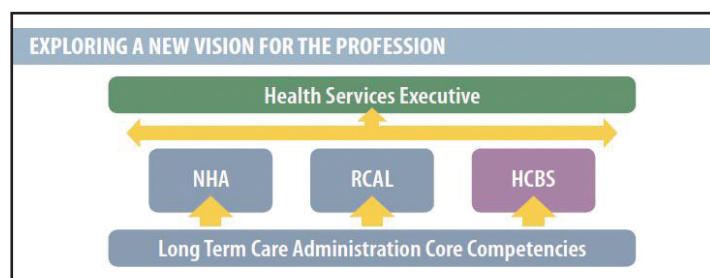 EXPLORING A NEW VISION FOR THE PROFESSION
Health Services Executive
NHA
RCAL
HCBS
Long Term Care Administration Core Competencies